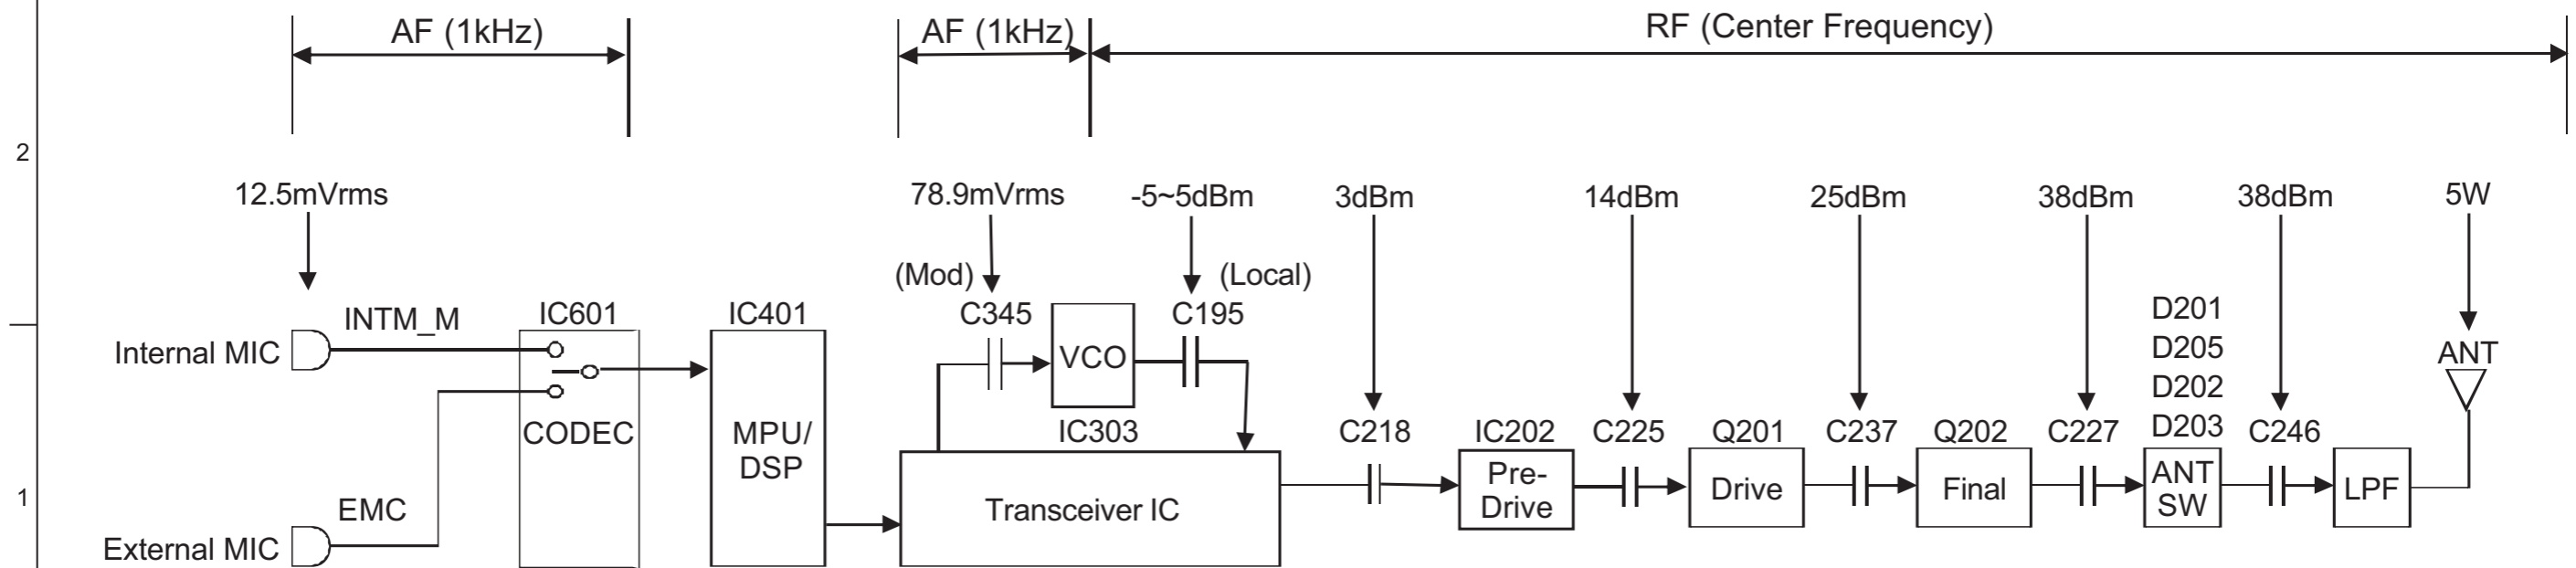 AF (1kHz)
AF (1kHz)
RF (Center Frequency)
2
12.5mVrms
78.9mVrms
-5~5dBm
3dBm
14dBm
25dBm
38dBm
38dBm
5W
(Mod)
(Local)
INTM_M
IC601
IC401
C345
C195
D201
D205
D202
D203
Internal MIC
VCO
ANT
CODEC
MPU/
DSP
IC303
C218
IC202
C225
Q201
C237
Q202
C227
C246
1
EMC
External MIC
Transceiver IC
Pre-
Drive
Drive
Final
ANT
SW
LPF